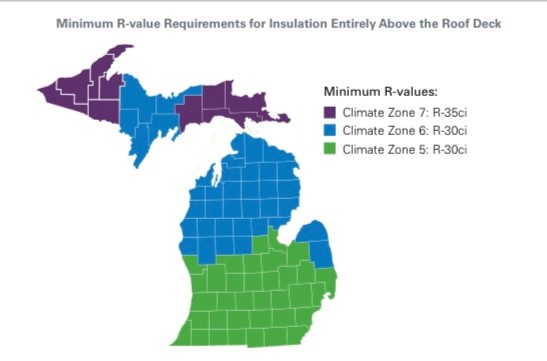 Minimum R-value Requirements for Insulation Entirely Above the Roof Deck
Minimum R-values:
Climate Zone 7: R-35ci
Climate Zone 6: R-30ci
Climate Zone 5: R-30ci